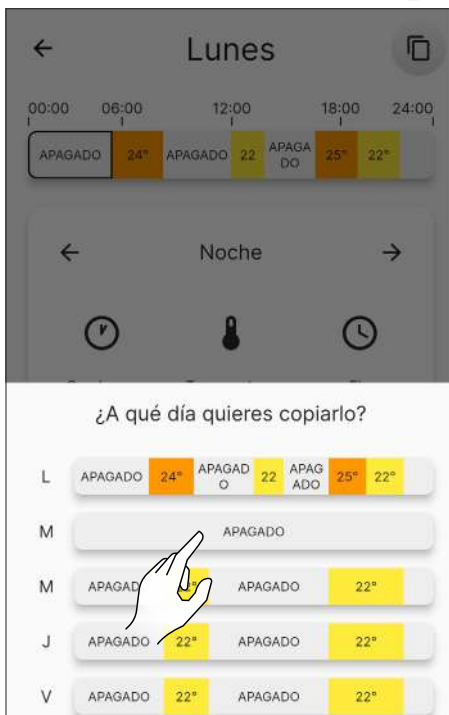 Lunes
00:00 06:00 12:00 18:00 24:00
APAGADO 24° APAGADO 22 APAGA
DO 25° 22°
Noche
¿A qué día quieres copiarlo?
L APAGADO 24° APAGAD
O 22 APAG
ADO 25° 22°
M APAGADO
M APAGAD 2° APAGADO 22°
J APAGADO 22° APAGADO 22°
V APAGADO 22° APAGADO 22°